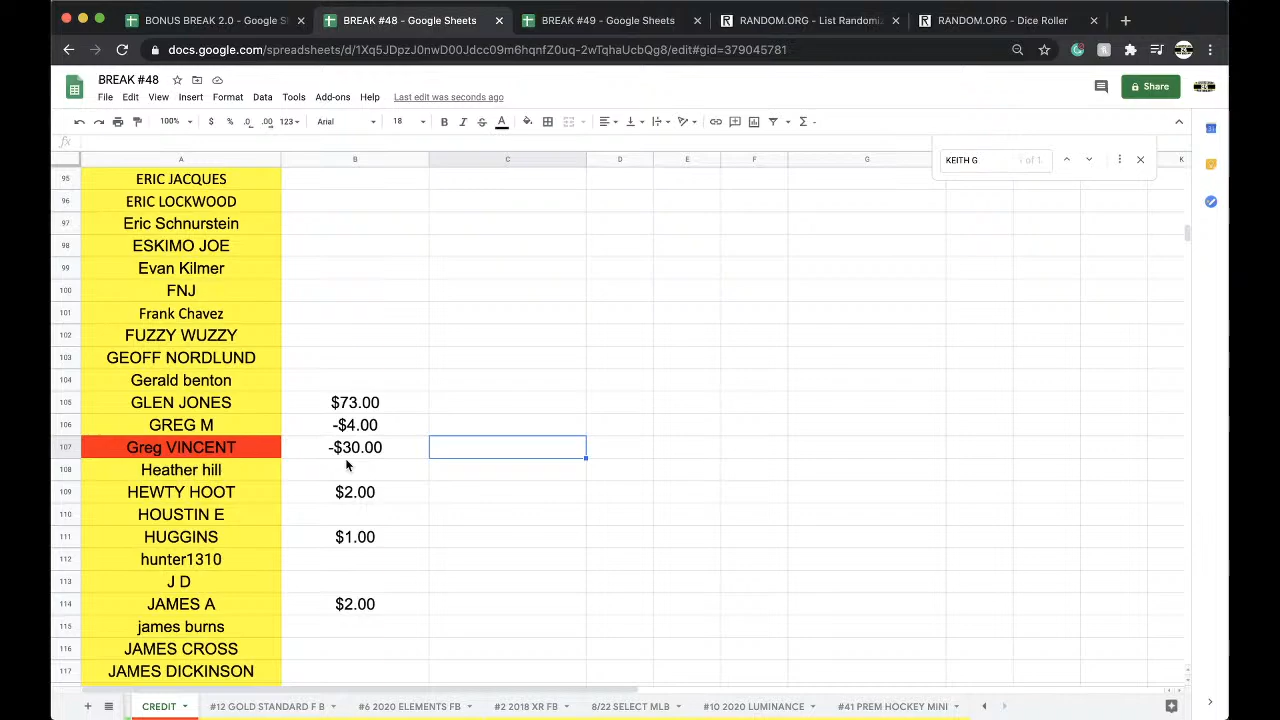 BONUS BREAK 2.0 - Google S
BREAK #48 - Google Sheets
BREAK #49 - Google Sheets
RANDOM.ORG - List Randomiz
RANDOM.ORG - Dice Roller
docs.google.com/spreadsheets/d/1Xq5JDpzJ0nwD00Jdcc09m6hqnfZ0uq-2wTqhaUcbQg8/edit#gid=379045781
BREAK #48
File Edit View Insert Format Data Tools Add-ons Help Last edit was seconds ago
Share
100% $ % .0 .00 123 Arial 18 B I S A
fx
KEITH G
A B C D E F G K
95 ERIC JACQUES
96 ERIC LOCKWOOD
97 Eric Schnurstein
98 ESKIMO JOE
99 Evan Kilmer
100 FNJ
101 Frank Chavez
102 FUZZY WUZZY
103 GEOFF NORDLUND
104 Gerald benton
105 GLEN JONES $73.00
106 GREG M -$4.00
107 Greg VINCENT -$30.00
108 Heather hill
109 HEWTY HOOT $2.00
110 HOUSTIN E
111 HUGGINS $1.00
112 hunter1310
113 J D
114 JAMES A $2.00
115 james burns
116 JAMES CROSS
117 JAMES DICKINSON
CREDIT #12 GOLD STANDARD F B #6 2020 ELEMENTS FB #2 2018 XR FB 8/22 SELECT MLB #10 2020 LUMINANCE #41 PREM HOCKEY MINI